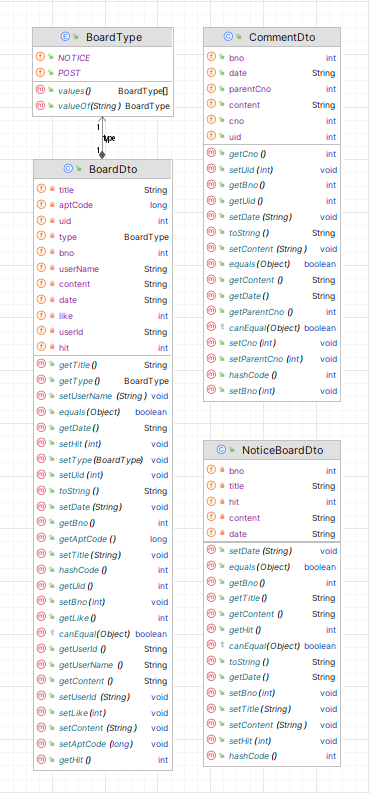 BoardType
NOTICE
POST
values() BoardType[]
valueOf(String) BoardType
1
type
1
BoardDto
title String
aptCode long
uid int
type BoardType
bno int
userName String
content String
date String
like int
userId String
hit int
getTitle() String
getType() BoardType
setUserName (String) void
equals(Object) boolean
getDate() String
setHit (int) void
setType(BoardType) void
setUid (int) void
toString() String
setDate (String) void
getBno() int
getAptCode() long
setTitle(String) void
hashCode() int
getUid() int
setBno(int) void
getLike() int
canEqual(Object) boolean
getUserId() String
getUserName () String
getContent () String
setUserId (String) void
setLike(int) void
setContent (String) void
setAptCode (long) void
getHit () int
CommentDto
bno int
date String
parentCno int
content String
cno int
uid int
getCno () int
setUid (int) void
getBno() int
getUid() int
setDate (String) void
toString () String
setContent (String) void
equals(Object) boolean
getContent () String
getDate() String
getParentCno () int
canEqual(Object) boolean
setCno (int) void
setParentCno (int) void
hashCode () int
setBno(int) void
NoticeBoardDto
bno int
title String
hit int
content String
date String
setDate(String) void
equals(Object) boolean
getBno() int
getTitle() String
getContent () String
getHit () int
canEqual(Object) boolean
toString () String
getDate() String
setBno(int) void
setTitle(String) void
setContent (String) void
setHit (int) void
hashCode () int